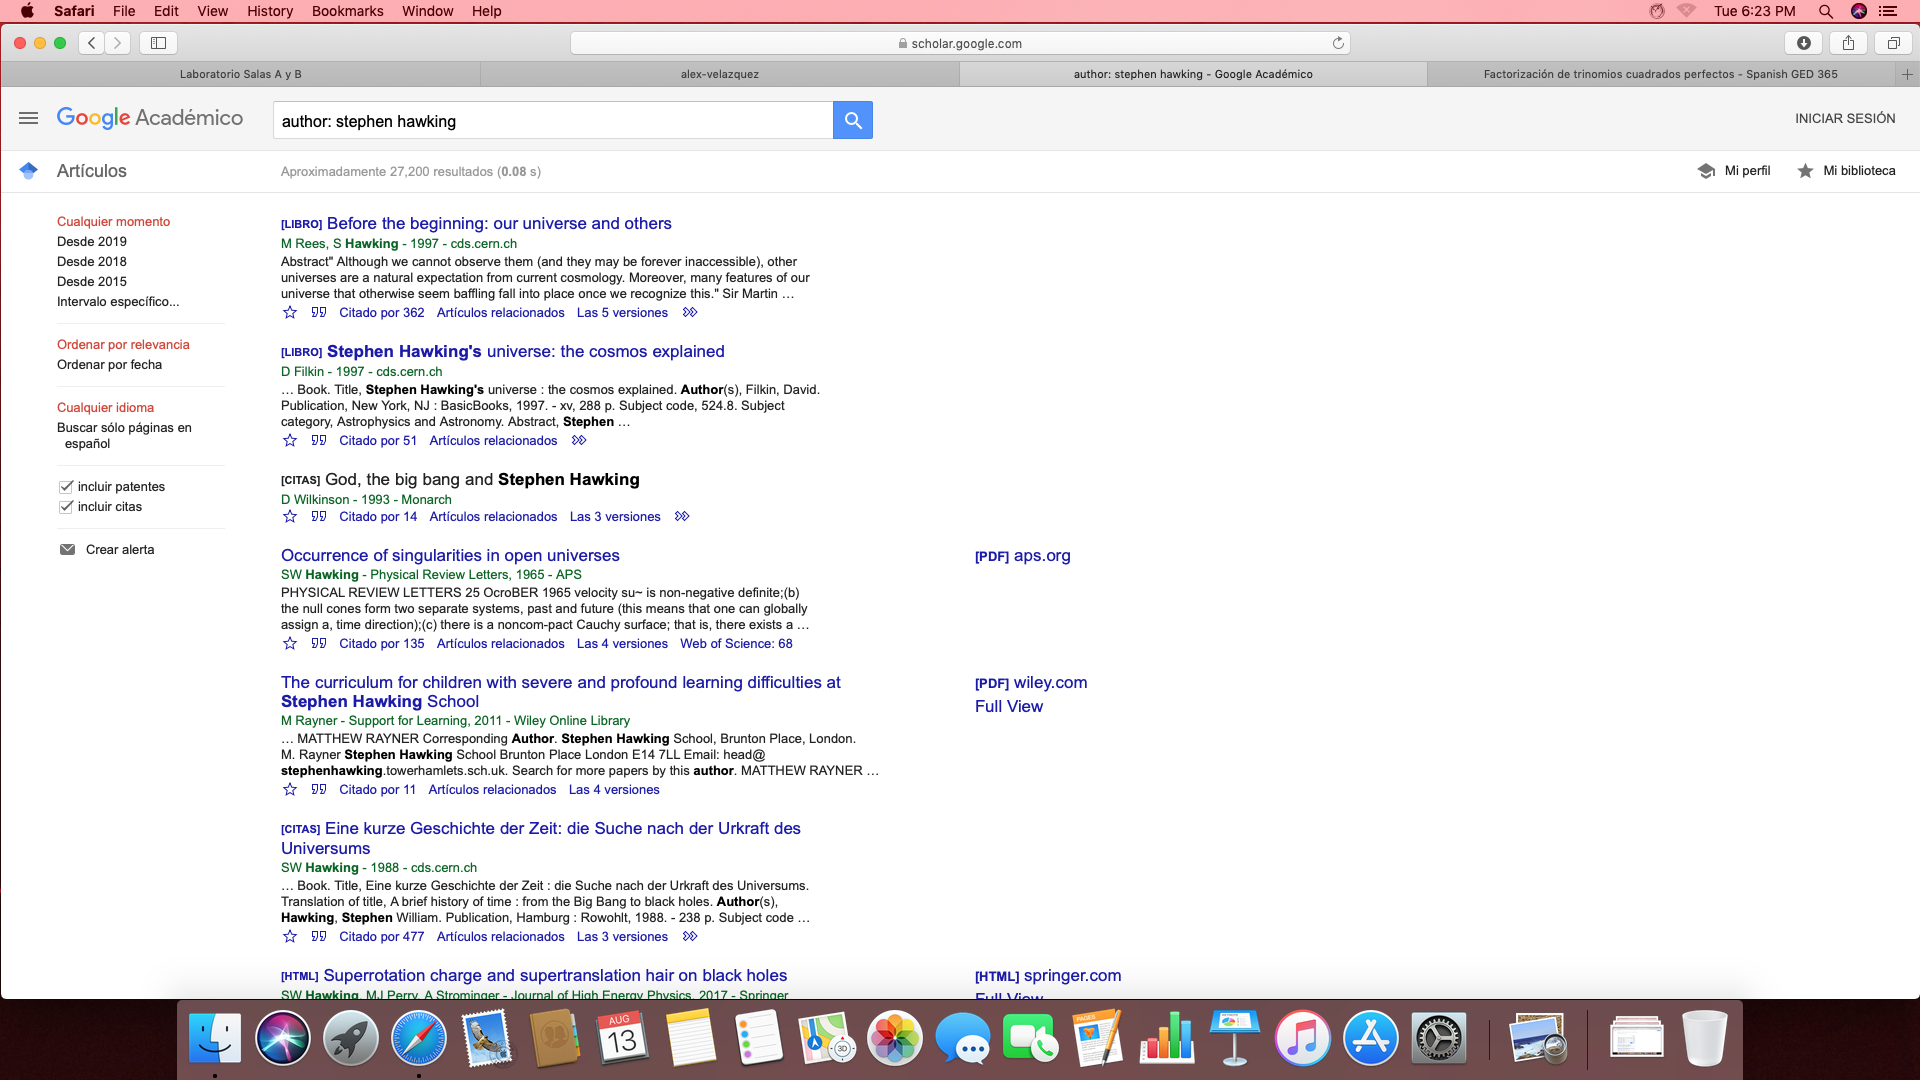 Safari File Edit View History Bookmarks Window Help Tue 6:23 PM
scholar.google.com
Laboratorio Salas A y B alex-velazquez author: stephen hawking - Google Académico Factorización de trinomios cuadrados perfectos - Spanish GED 365
Google Académico author: stephen hawking INICIAR SESIÓN
Artículos Aproximadamente 27,200 resultados (0.08 s) Mi perfil Mi biblioteca
Cualquier momento
Desde 2019
Desde 2018
Desde 2015
Intervalo específico...
Ordenar por relevancia
Ordenar por fecha
Cualquier idioma
Buscar sólo páginas en
español
incluir patentes
incluir citas
Crear alerta
[LIBRO] Before the beginning: our universe and others
M Rees, S Hawking - 1997 - cds.cern.ch
Abstract" Although we cannot observe them (and they may be forever inaccessible), other
universes are a natural expectation from current cosmology. Moreover, many features of our
universe that otherwise seem baffling fall into place once we recognize this." Sir Martin …
Citado por 362 Artículos relacionados Las 5 versiones
[LIBRO] Stephen Hawking's universe: the cosmos explained
D Filkin - 1997 - cds.cern.ch
… Book. Title, Stephen Hawking's universe : the cosmos explained. Author(s), Filkin, David.
Publication, New York, NJ : BasicBooks, 1997. - xv, 288 p. Subject code, 524.8. Subject
category, Astrophysics and Astronomy. Abstract, Stephen …
Citado por 51 Artículos relacionados
[CITAS] God, the big bang and Stephen Hawking
D Wilkinson - 1993 - Monarch
Citado por 14 Artículos relacionados Las 3 versiones
Occurrence of singularities in open universes [PDF] aps.org
SW Hawking - Physical Review Letters, 1965 - APS
PHYSICAL REVIEW LETTERS 25 OcroBER 1965 velocity su~ is non-negative definite;(b)
the null cones form two separate systems, past and future (this means that one can globally
assign a, time direction);(c) there is a noncom-pact Cauchy surface; that is, there exists a …
Citado por 135 Artículos relacionados Las 4 versiones Web of Science: 68
The curriculum for children with severe and profound learning difficulties at [PDF] wiley.com
Stephen Hawking School Full View
M Rayner - Support for Learning, 2011 - Wiley Online Library
… MATTHEW RAYNER Corresponding Author. Stephen Hawking School, Brunton Place, London.
M. Rayner Stephen Hawking School Brunton Place London E14 7LL Email: head@
stephenhawking.towerhamlets.sch.uk. Search for more papers by this author. MATTHEW RAYNER …
Citado por 11 Artículos relacionados Las 4 versiones
[CITAS] Eine kurze Geschichte der Zeit: die Suche nach der Urkraft des
Universums
SW Hawking - 1988 - cds.cern.ch
… Book. Title, Eine kurze Geschichte der Zeit : die Suche nach der Urkraft des Universums.
Translation of title, A brief history of time : from the Big Bang to black holes. Author(s),
Hawking, Stephen William. Publication, Hamburg : Rowohlt, 1988. - 238 p. Subject code …
Citado por 477 Artículos relacionados Las 3 versiones
[HTML] Superrotation charge and supertranslation hair on black holes [HTML] springer.com
SW Hawking, MJ Perry, A Strominger - Journal of High Energy Physics, 2017 - Springer
Full View
AUG
13
3D
PAGES